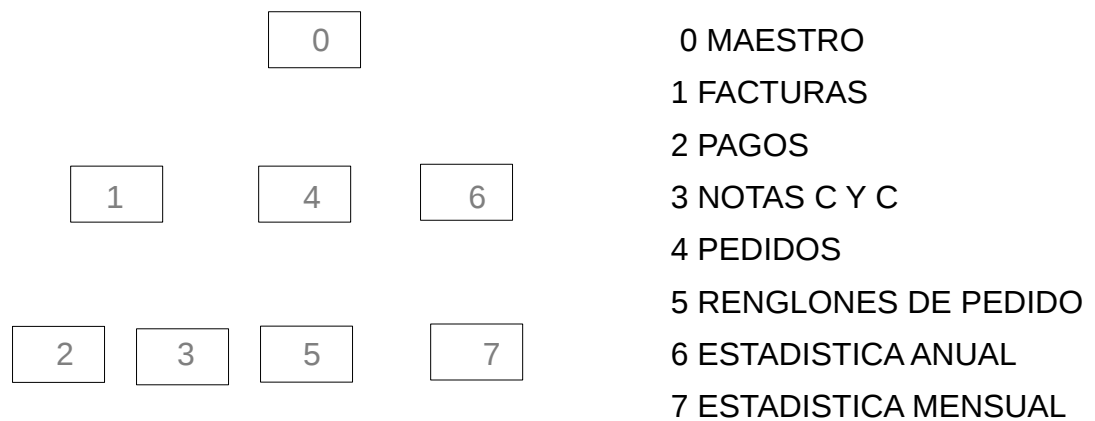 0
1 4 6
2 3 5 7
0 MAESTRO
1 FACTURAS
2 PAGOS
3 NOTAS C Y C
4 PEDIDOS
5 RENGLONES DE PEDIDO
6 ESTADISTICA ANUAL
7 ESTADISTICA MENSUAL